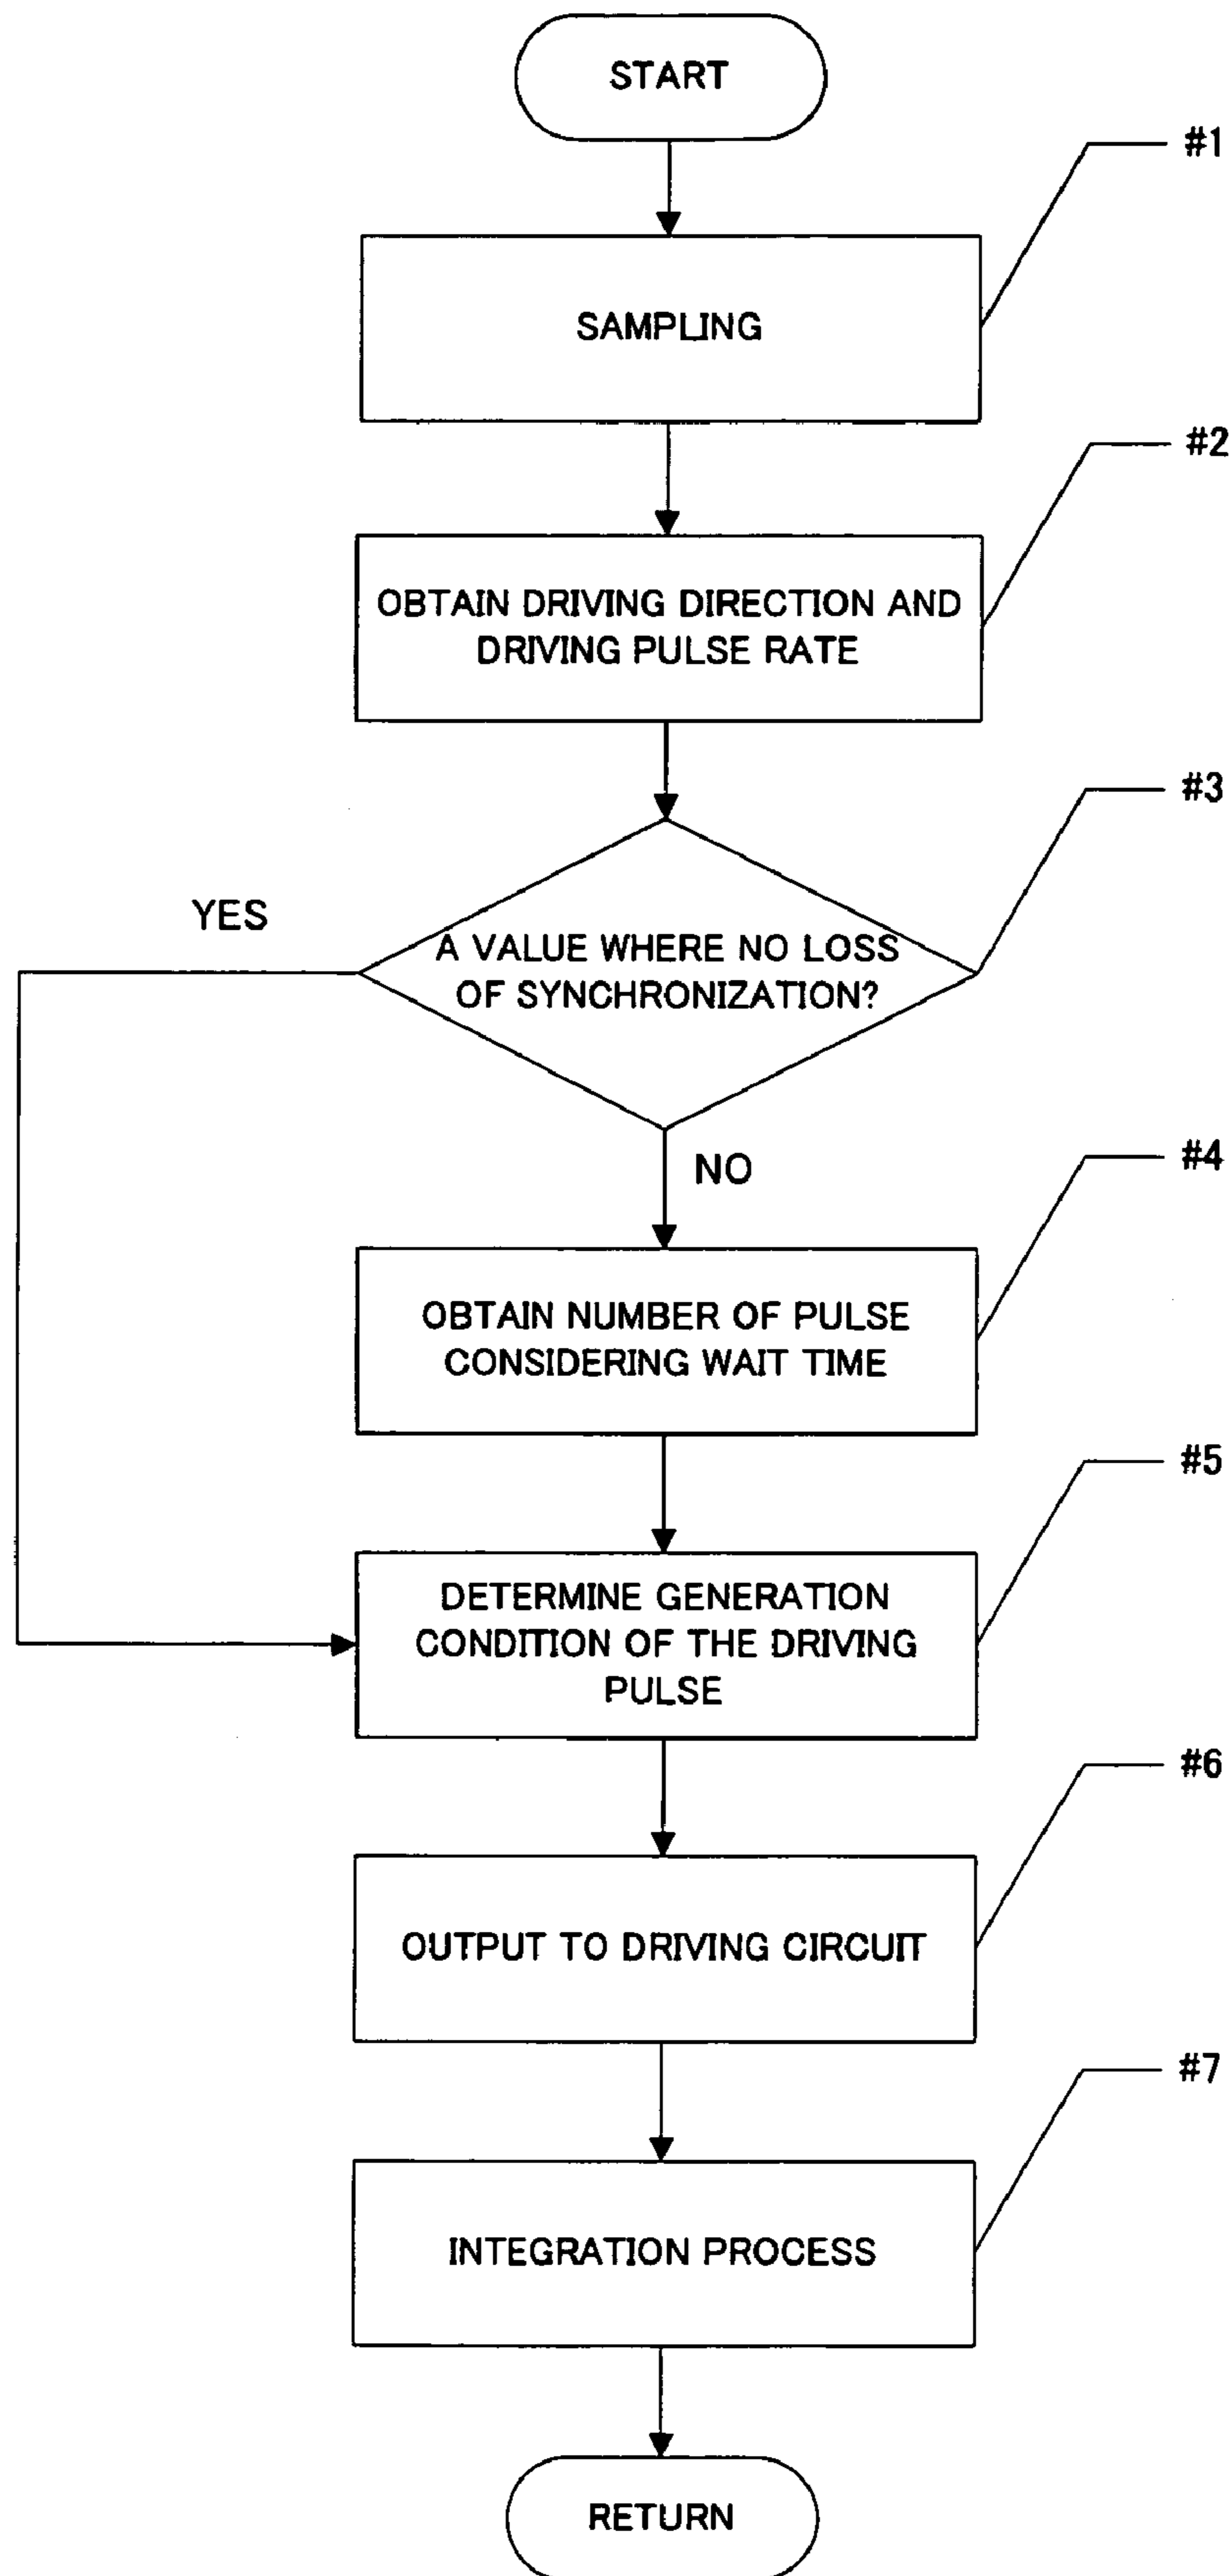 START
#1
SAMPLING
#2
OBTAIN DRIVING DIRECTION AND
DRIVING PULSE RATE
#3
YES
A VALUE WHERE NO LOSS
OF SYNCHRONIZATION?
NO
#4
OBTAIN NUMBER OF PULSE
CONSIDERING WAIT TIME
#5
DETERMINE GENERATION
CONDITION OF THE DRIVING
PULSE
#6
OUTPUT TO DRIVING CIRCUIT
#7
INTEGRATION PROCESS
RETURN